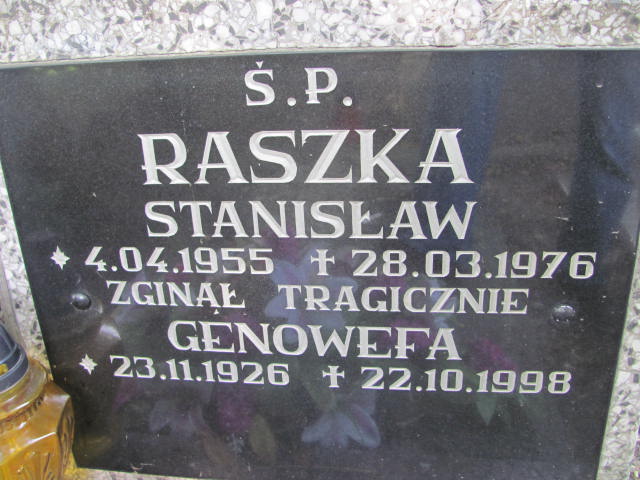 Ś.P.
RASZKA
STANISŁAW
* 4.04.1955 ✝ 28.03.1976
ZGINĄŁ TRAGICZNIE
GENOWEFA
* 23.11.1926 ✝ 22.10.1998